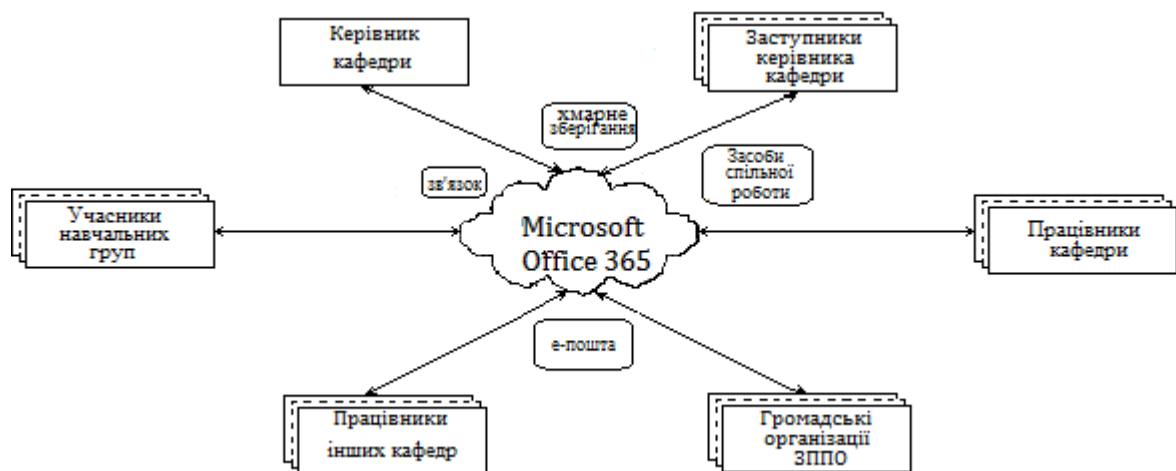 Керівник
кафедри
Заступники
керівника
кафедри
хмарне
зберігання
Засоби
спільної
роботи
зв'язок
Учасники
навчальних
груп
Microsoft
Office 365
Працівники
кафедри
е-пошта
Працівники
інших кафедр
Громадські
організації
ЗППО